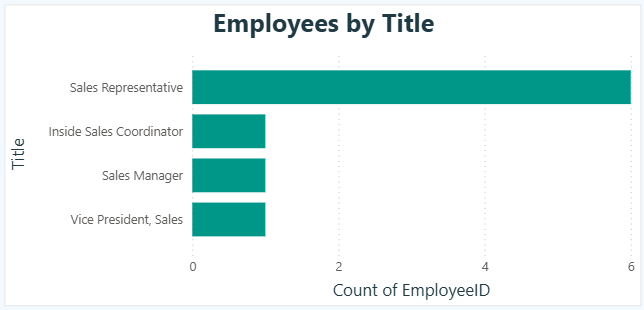 Employees by Title
Title
Sales Representative
Inside Sales Coordinator
Sales Manager
Vice President, Sales
0 2 4 6
Count of EmployeeID